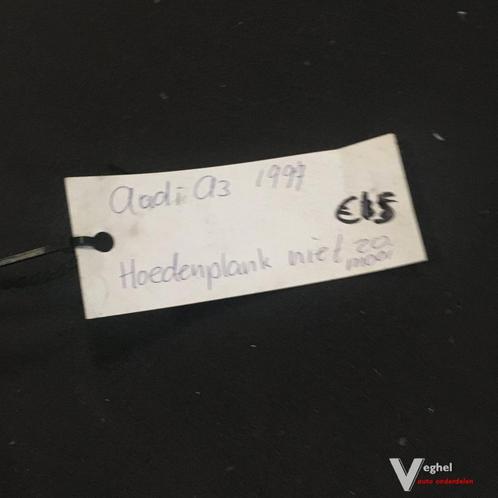 Audi A3 1997
€15
Hoedenplank niet zo mooi
Veghel
auto onderdelen